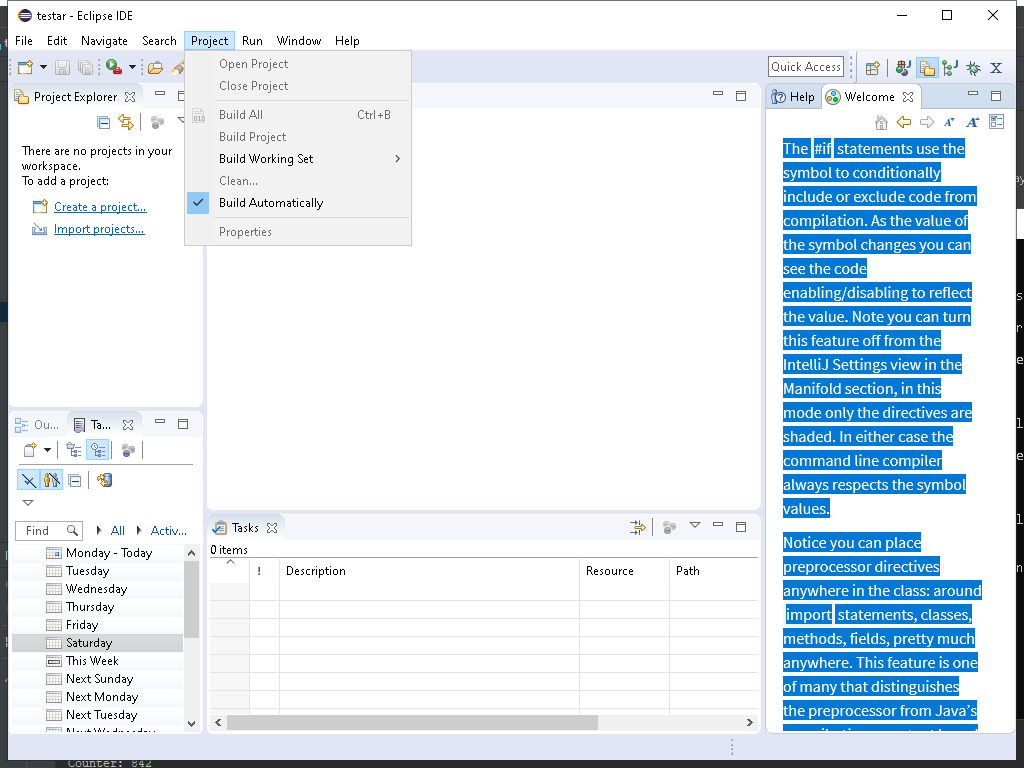 testar - Eclipse IDE
File Edit Navigate Search Project Run Window Help
Quick Access
Project Explorer
There are no projects in your
workspace.
To add a project:
Create a project...
Import projects...
Open Project
Close Project
Build All Ctrl+B
Build Project
Build Working Set
Clean...
Build Automatically
Properties
Help Welcome
The #if statements use the
symbol to conditionally
include or exclude code from
compilation. As the value of
the symbol changes you can
see the code
enabling/disabling to reflect
the value. Note you can turn
this feature off from the
IntelliJ Settings view in the
Manifold section, in this
mode only the directives are
shaded. In either case the
command line compiler
always respects the symbol
values.
Notice you can place
preprocessor directives
anywhere in the class: around
import statements, classes,
methods, fields, pretty much
anywhere. This feature is one
of many that distinguishes
the preprocessor from Java's
Ou... Ta...
Find All Activ...
Monday - Today
Tuesday
Wednesday
Thursday
Friday
Saturday
This Week
Next Sunday
Next Monday
Next Tuesday
Next Wednesday
Tasks
0 items
! Description Resource Path
Counter: 842